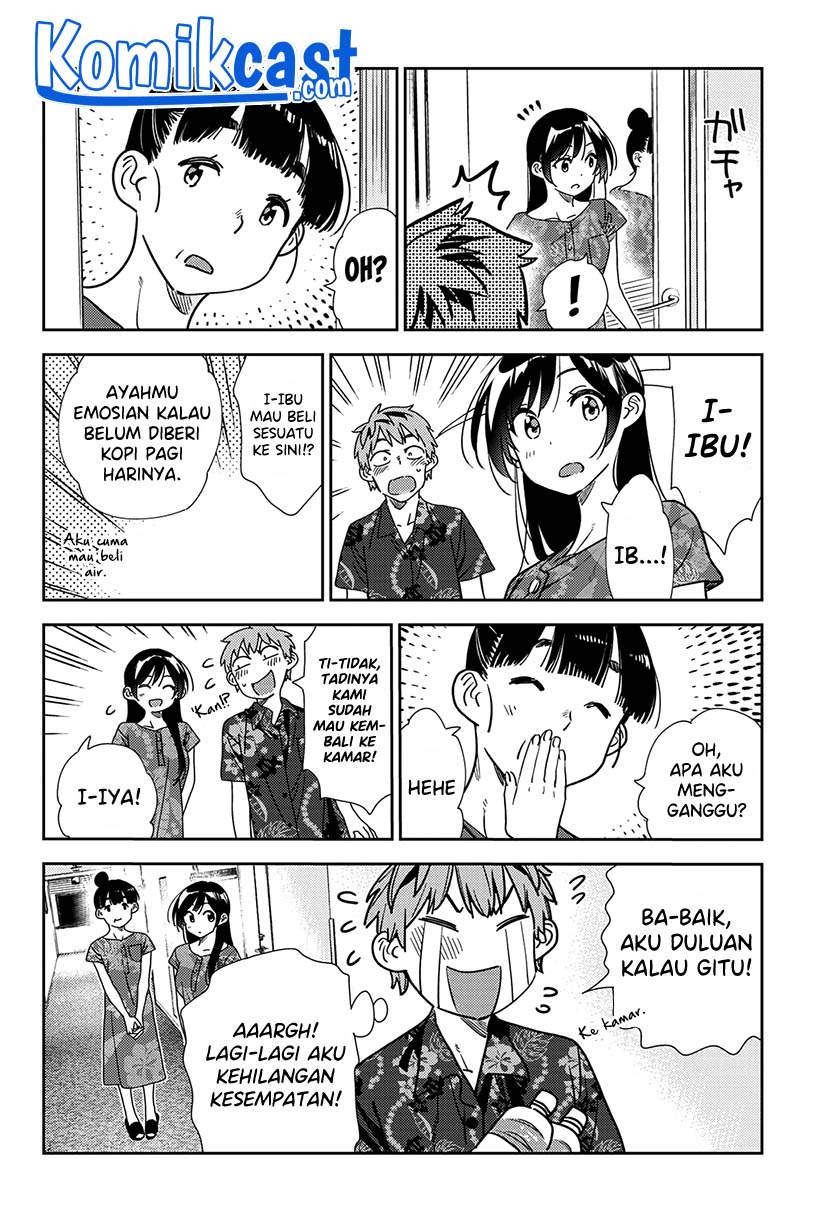 Komikcast
.com
ガチャ
!
OH?
I-
IBU!
IB...!
I-IBU
MAU BELI
SESUATU
KE SINI!?
AYAHMU
EMOSIAN KALAU
BELUM DIBERI
KOPI PAGI
HARINYA.
Aku cuma
mau beli
air.
OH,
APA AKU
MENG-
GANGGU?
HEHE
TI-TIDAK,
TADINYA
KAMI
SUDAH
MAU KEM-
BALI KE
KAMAR!
"Kan!?
I-IYA!
BA-BAIK,
AKU DULUAN
KALAU GITU!
Ke kamar.
AAARGH!
LAGI-LAGI AKU
KEHILANGAN
KESEMPATAN!